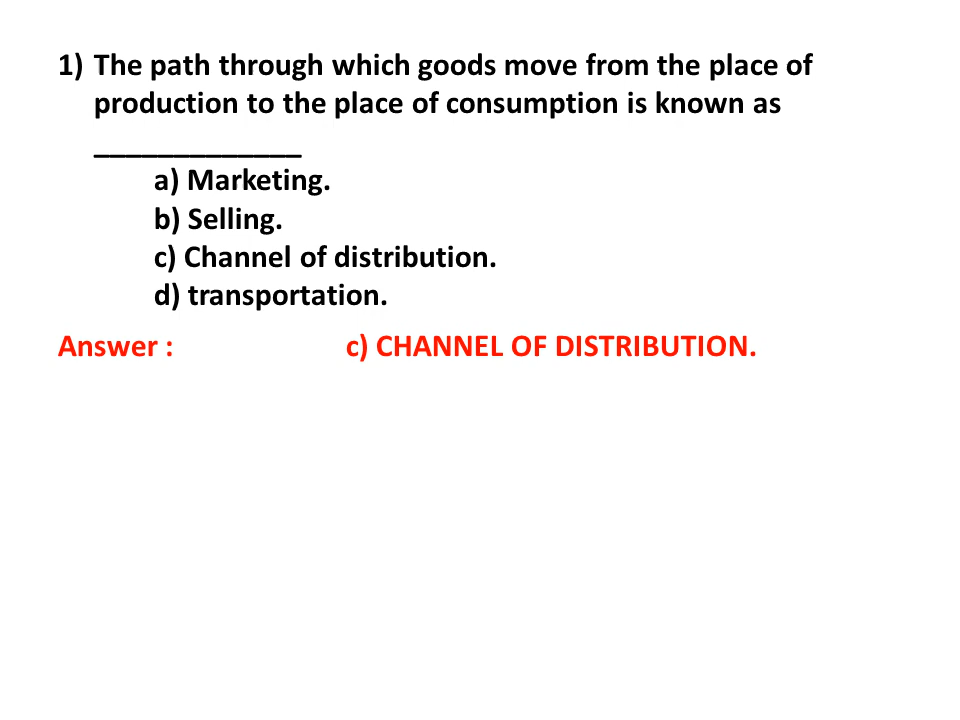 1) The path through which goods move from the place of
production to the place of consumption is known as
_____________
a) Marketing.
b) Selling.
c) Channel of distribution.
d) transportation.
Answer : c) CHANNEL OF DISTRIBUTION.